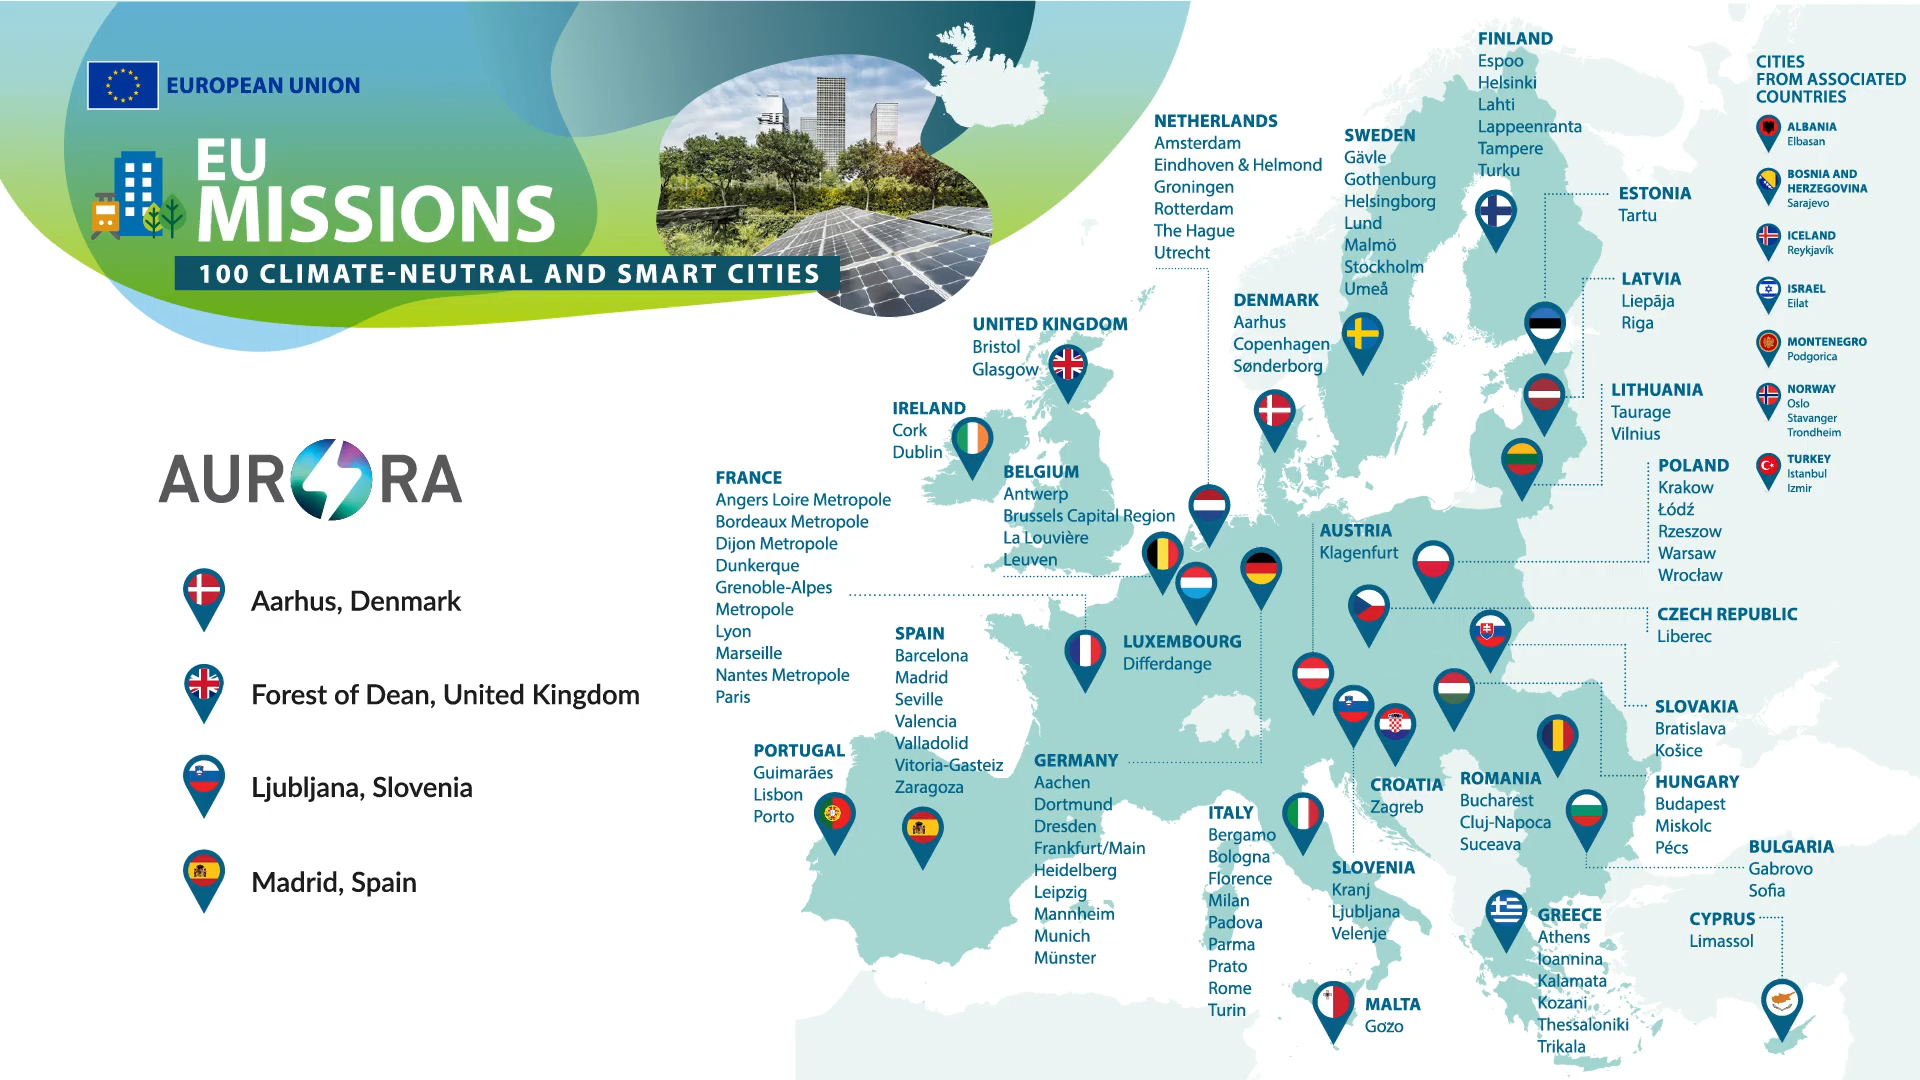 EUROPEAN UNION
EU
MISSIONS
100 CLIMATE-NEUTRAL AND SMART CITIES
AURORA
Aarhus, Denmark
Forest of Dean, United Kingdom
Ljubljana, Slovenia
Madrid, Spain
FINLAND
Espoo
Helsinki
Lahti
Lappeenranta
Tampere
Turku
NETHERLANDS
Amsterdam
Eindhoven & Helmond
Groningen
Rotterdam
The Hague
Utrecht
SWEDEN
Gävle
Gothenburg
Helsingborg
Lund
Malmö
Stockholm
Umeå
ESTONIA
Tartu
LATVIA
Liepāja
Riga
DENMARK
Aarhus
Copenhagen
Sønderborg
UNITED KINGDOM
Bristol
Glasgow
LITHUANIA
Taurage
Vilnius
IRELAND
Cork
Dublin
BELGIUM
Antwerp
Brussels Capital Region
La Louvière
Leuven
FRANCE
Angers Loire Metropole
Bordeaux Metropole
Dijon Metropole
Dunkerque
Grenoble-Alpes
Metropole
Lyon
Marseille
Nantes Metropole
Paris
POLAND
Krakow
Łódź
Rzeszow
Warsaw
Wrocław
AUSTRIA
Klagenfurt
CZECH REPUBLIC
Liberec
LUXEMBOURG
Differdange
SPAIN
Barcelona
Madrid
Seville
Valencia
Valladolid
Vitoria-Gasteiz
Zaragoza
SLOVAKIA
Bratislava
Košice
PORTUGAL
Guimarães
Lisbon
Porto
GERMANY
Aachen
Dortmund
Dresden
Frankfurt/Main
Heidelberg
Leipzig
Mannheim
Munich
Münster
CROATIA
Zagreb
ROMANIA
Bucharest
Cluj-Napoca
Suceava
HUNGARY
Budapest
Miskolc
Pécs
ITALY
Bergamo
Bologna
Florence
Milan
Padova
Parma
Prato
Rome
Turin
SLOVENIA
Kranj
Ljubljana
Velenje
BULGARIA
Gabrovo
Sofia
GREECE
Athens
Ioannina
Kalamata
Kozani
Thessaloniki
Trikala
CYPRUS
Limassol
MALTA
Gozo
CITIES
FROM ASSOCIATED
COUNTRIES
ALBANIA
Elbasan
BOSNIA AND
HERZEGOVINA
Sarajevo
ICELAND
Reykjavík
ISRAEL
Eilat
MONTENEGRO
Podgorica
NORWAY
Oslo
Stavanger
Trondheim
TURKEY
Istanbul
Izmir